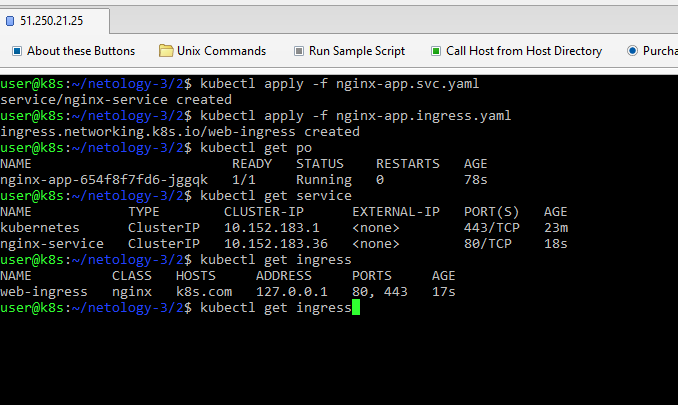 51.250.21.25
About these Buttons Unix Commands Run Sample Script Call Host from Host Directory Purcha
user@k8s:~/netology-3/2$ kubectl apply -f nginx-app.svc.yaml
service/nginx-service created
user@k8s:~/netology-3/2$ kubectl apply -f nginx-app.ingress.yaml
ingress.networking.k8s.io/web-ingress created
user@k8s:~/netology-3/2$ kubectl get po
NAME READY STATUS RESTARTS AGE
nginx-app-654f8f7fd6-jggqk 1/1 Running 0 78s
user@k8s:~/netology-3/2$ kubectl get service
NAME TYPE CLUSTER-IP EXTERNAL-IP PORT(S) AGE
kubernetes ClusterIP 10.152.183.1 <none> 443/TCP 23m
nginx-service ClusterIP 10.152.183.36 <none> 80/TCP 18s
user@k8s:~/netology-3/2$ kubectl get ingress
NAME CLASS HOSTS ADDRESS PORTS AGE
web-ingress nginx k8s.com 127.0.0.1 80, 443 17s
user@k8s:~/netology-3/2$ kubectl get ingress